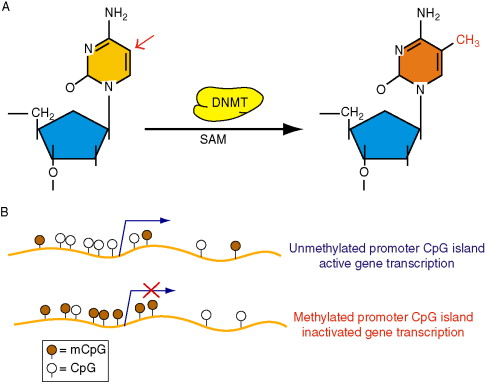 A
NH2
N
O
N
CH2
O
DNMT
SAM
NH2
CH3
N
O
N
CH2
O
B
Unmethylated promoter CpG island
active gene transcription
Methylated promoter CpG island
inactivated gene transcription
= mCpG
= CpG